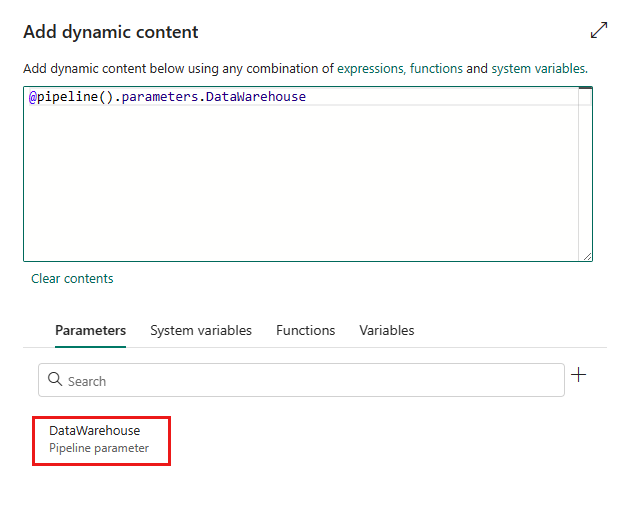 Add dynamic content
Add dynamic content below using any combination of expressions, functions and system variables.
@pipeline().parameters.DataWarehouse
Clear contents
Parameters System variables Functions Variables
Search
DataWarehouse
Pipeline parameter